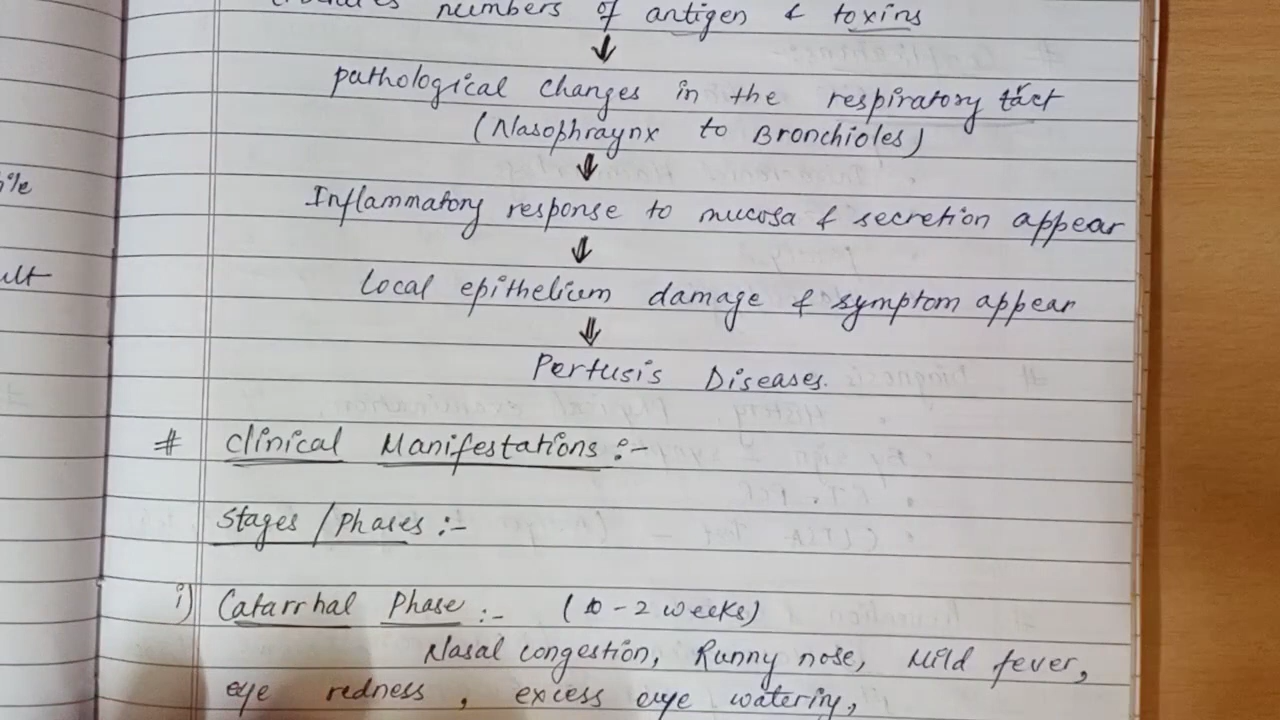 numbers of antigen & toxins
↓
pathological changes in the respiratory tract
(Nasophraynx to Bronchioles)
↓
Inflammatory response to mucosa & secretion appear
↓
Local epithelium damage & symptom appear
↓
Pertusis Diseases.
# Clinical Manifestations :-
Stages / Phases :-
i) Catarrhal Phase :- (0-2 weeks)
Nasal congestion, Runny nose, Mild fever,
eye redness, excess eye watering,